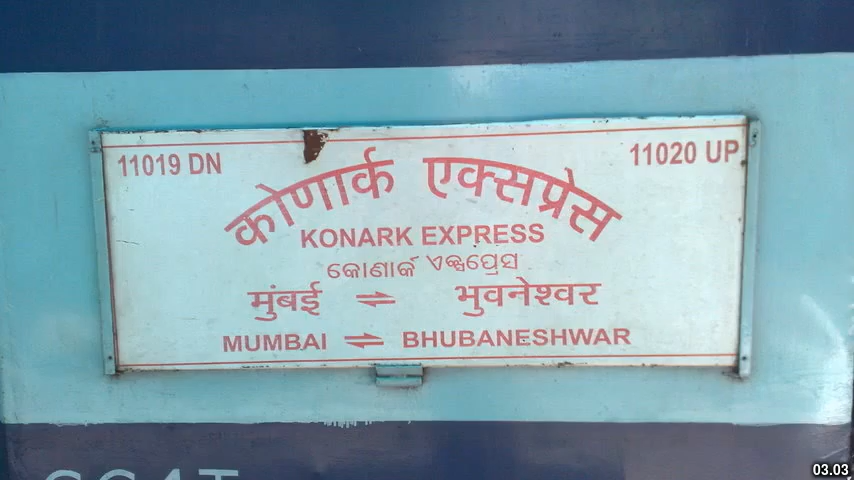 11019 DN
11020 UP
कोणार्क एक्सप्रेस
KONARK EXPRESS
କୋଣାର୍କ ଏକ୍ସପ୍ରେସ
मुंबई ⇌ भुवनेश्वर
MUMBAI ⇌ BHUBANESHWAR
03.03